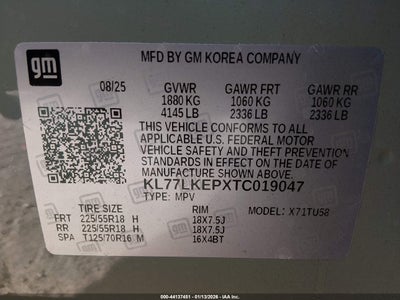 MFD BY GM KOREA COMPANY
gm
08/25 GVWR GAWR FRT GAWR RR
1880 KG 1060 KG 1060 KG
4145 LB 2336 LB 2336 LB
THIS VEHICLE CONFORMS TO ALL
APPLICABLE U.S. FEDERAL MOTOR
VEHICLE SAFETY AND THEFT
PREVENTION STANDARDS IN
EFFECT ON THE DATE OF
MANUFACTURE SHOWN ABOVE.
KL77LKEPXTC019047
TYPE: MPV MODEL: X71TU58
TIRE SIZE RIM
FRT 225/55R18 H 18X7.5J
RR 225/55R18 H 18X7.5J
SPA T125/70R16 M 16X4BT
000-44137451 - 01/13/2026 - IAA, Inc.